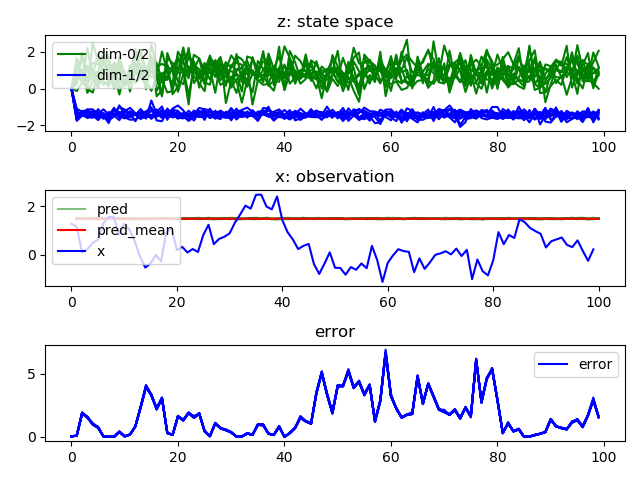 z: state space
2
0
−2
dim-0/2
dim-1/2
0 20 40 60 80 100
x: observation
2
0
pred
pred_mean
x
0 20 40 60 80 100
error
5
0
error
0 20 40 60 80 100